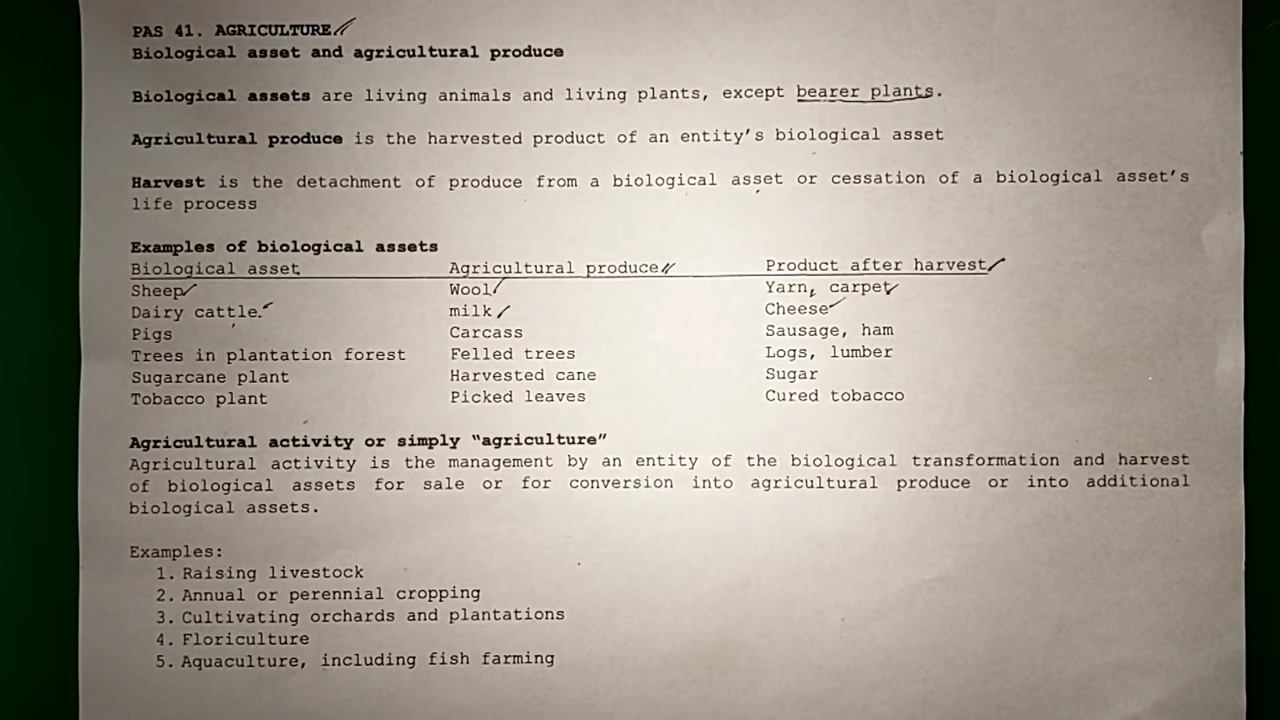 PAS 41. AGRICULTURE
Biological asset and agricultural produce
Biological assets are living animals and living plants, except bearer plants.
Agricultural produce is the harvested product of an entity's biological asset
Harvest is the detachment of produce from a biological asset or cessation of a biological asset's
life process
Examples of biological assets
Biological asset Agricultural produce Product after harvest
Sheep Wool Yarn, carpet
Dairy cattle. milk Cheese
Pigs Carcass Sausage, ham
Trees in plantation forest Felled trees Logs, lumber
Sugarcane plant Harvested cane Sugar
Tobacco plant Picked leaves Cured tobacco
Agricultural activity or simply "agriculture"
Agricultural activity is the management by an entity of the biological transformation and harvest
of biological assets for sale or for conversion into agricultural produce or into additional
biological assets.
Examples:
1. Raising livestock
2. Annual or perennial cropping
3. Cultivating orchards and plantations
4. Floriculture
5. Aquaculture, including fish farming